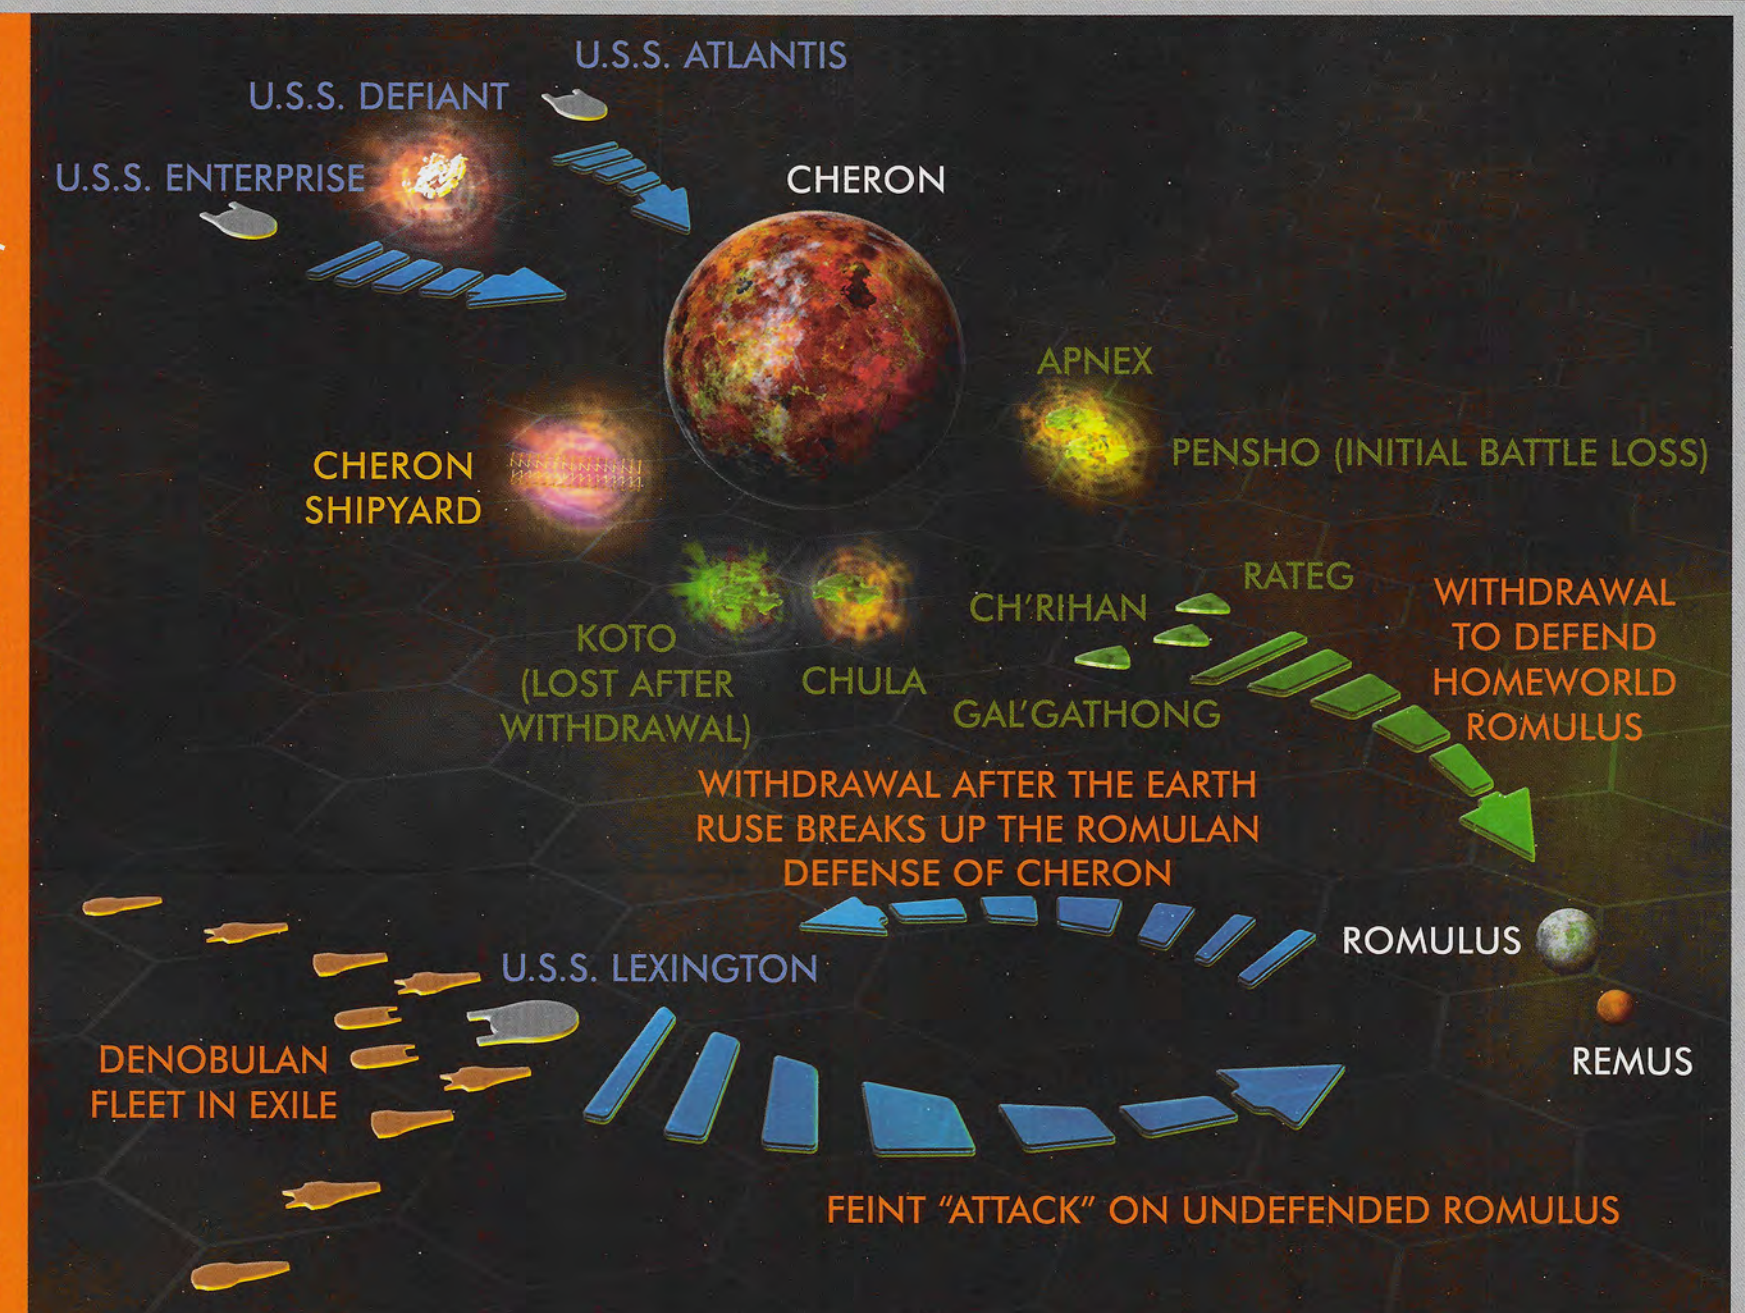 U.S.S. ATLANTIS
U.S.S. DEFIANT
U.S.S. ENTERPRISE
CHERON
APNEX
PENSHO (INITIAL BATTLE LOSS)
CHERON
SHIPYARD
RATEG
CH'RIHAN
WITHDRAWAL
TO DEFEND
HOMEWORLD
ROMULUS
KOTO
(LOST AFTER
WITHDRAWAL)
CHULA
GAL'GATHONG
WITHDRAWAL AFTER THE EARTH
RUSE BREAKS UP THE ROMULAN
DEFENSE OF CHERON
ROMULUS
U.S.S. LEXINGTON
DENOBULAN
FLEET IN EXILE
REMUS
FEINT “ATTACK” ON UNDEFENDED ROMULUS